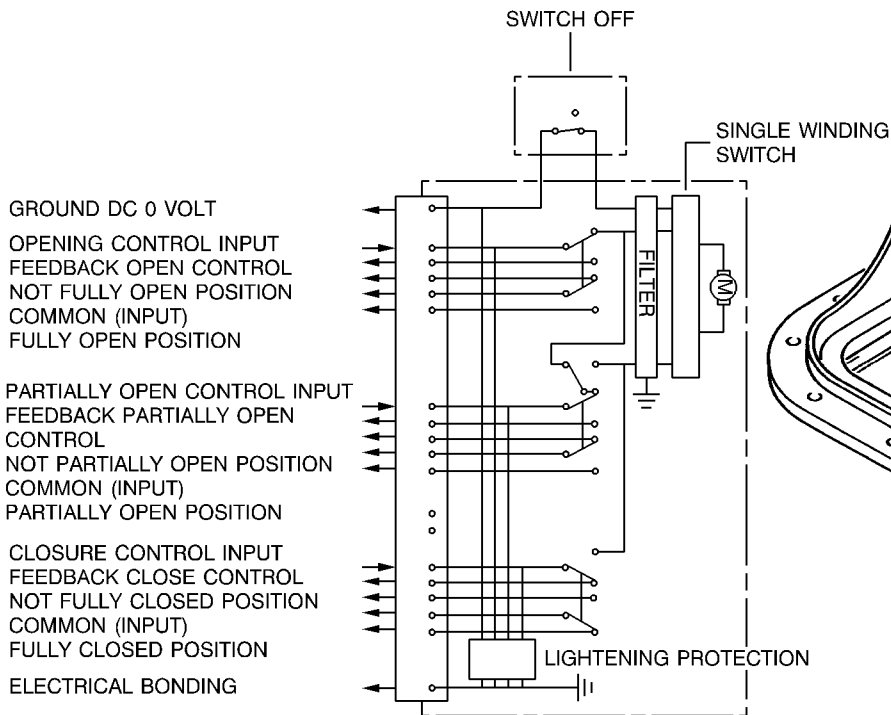 SWITCH OFF
SINGLE WINDING
SWITCH
GROUND DC 0 VOLT
OPENING CONTROL INPUT
FEEDBACK OPEN CONTROL
NOT FULLY OPEN POSITION
COMMON (INPUT)
FULLY OPEN POSITION
FILTER
M
PARTIALLY OPEN CONTROL INPUT
FEEDBACK PARTIALLY OPEN
CONTROL
NOT PARTIALLY OPEN POSITION
COMMON (INPUT)
PARTIALLY OPEN POSITION
CLOSURE CONTROL INPUT
FEEDBACK CLOSE CONTROL
NOT FULLY CLOSED POSITION
COMMON (INPUT)
FULLY CLOSED POSITION
LIGHTENING PROTECTION
ELECTRICAL BONDING